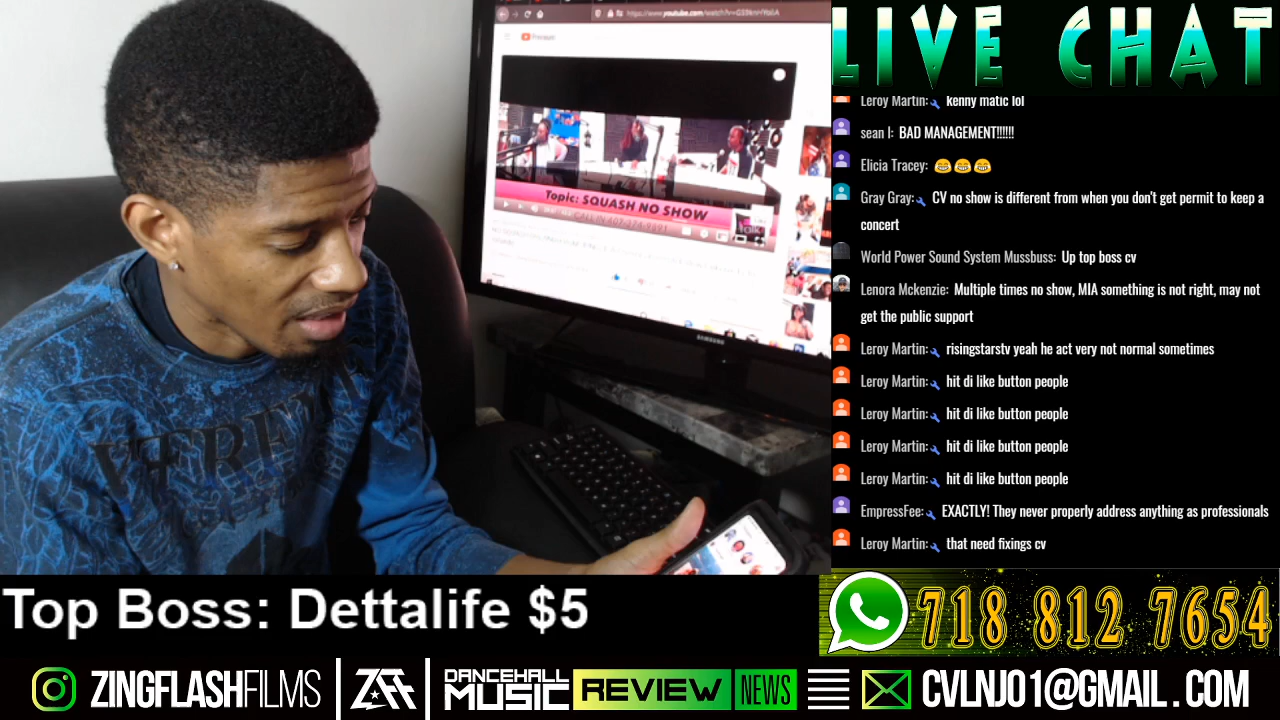 LIVE CHAT
Leroy Martin: kenny matic lol
sean I: BAD MANAGEMENT!!!!!!
Elicia Tracey: 😂😂😂
Gray Gray: CV no show is different from when you don't get permit to keep a
concert
World Power Sound System Mussbuss: Up top boss cv
Lenora Mckenzie: Multiple times no show, MIA something is not right, may not
get the public support
Leroy Martin: risingstarstv yeah he act very not normal sometimes
Leroy Martin: hit di like button people
Leroy Martin: hit di like button people
Leroy Martin: hit di like button people
Leroy Martin: hit di like button people
EmpressFee: EXACTLY! They never properly address anything as professionals
Leroy Martin: that need fixings cv
Premium
Topic: SQUASH NO SHOW
SAMSUNG
Top Boss: Dettalife $5
718 812 7654
ZINGFLASHFILMS
ZFF
DANCEHALL
MUSIC
REVIEW
NEWS
CVLNJ01@GMAIL.COM